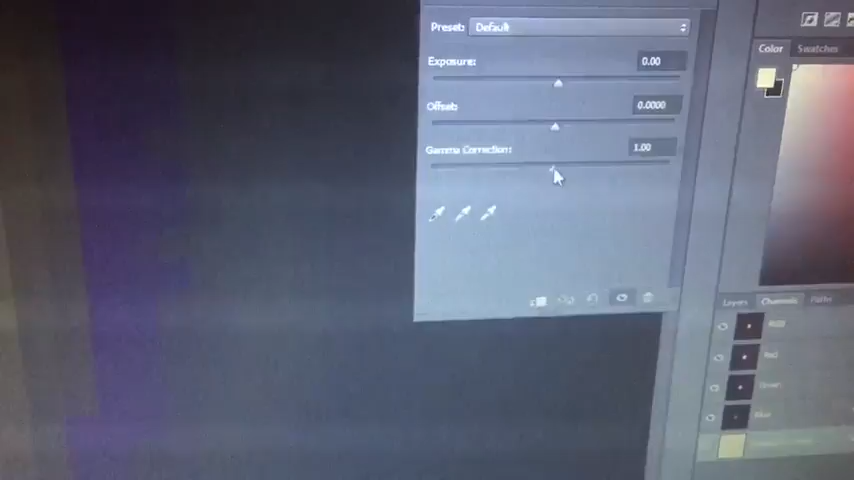 Preset: Default
Exposure: 0.00
Offset: 0.0000
Gamma Correction: 1.00
Color Swatches
Layers Channels Paths
RGB
Red
Green
Blue